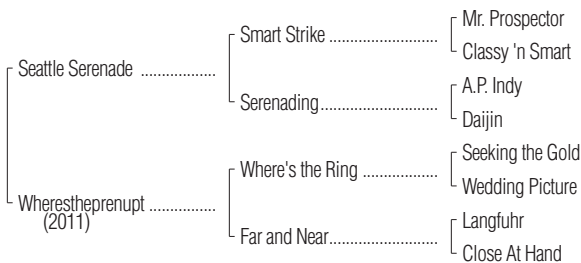 Mr. Prospector
Smart Strike ....................
Classy 'n Smart
Seattle Serenade ................
A.P. Indy
Serenading......................
Daijin
Seeking the Gold
Where's the Ring ................
Wedding Picture
Wherestheprenupt ..............
(2011)
Langfuhr
Far and Near....................
Close At Hand